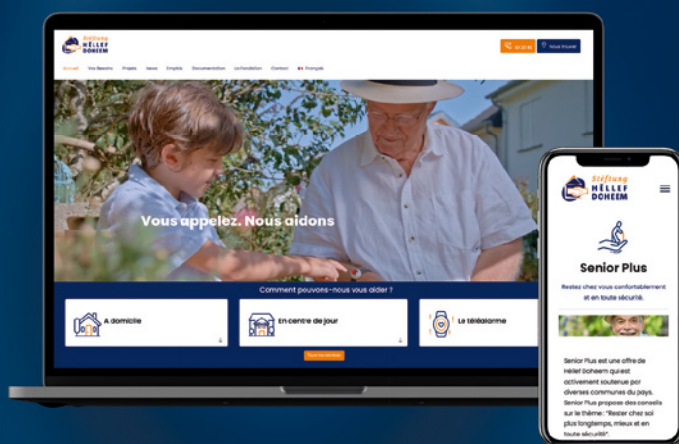 Stëftung
HËLLEF
DOHEEM
Nous trouver
Accueil Vos Besoins Projets News Emplois Documentation La Fondation Contact Français
Vous appelez. Nous aidons
Comment pouvons-nous vous aider ?
A domicile
En centre de jour
Le téléalarme
Stëftung
HËLLEF
DOHEEM
Senior Plus
Restez chez vous confortablement
et en toute sécurité.
Senior Plus est une offre de
Hëllef Doheem qui est
activement soutenue par
diverses communes du pays.
Senior Plus propose des conseils
sur le thème : "Rester chez soi
plus longtemps, mieux et en
toute sécurité".